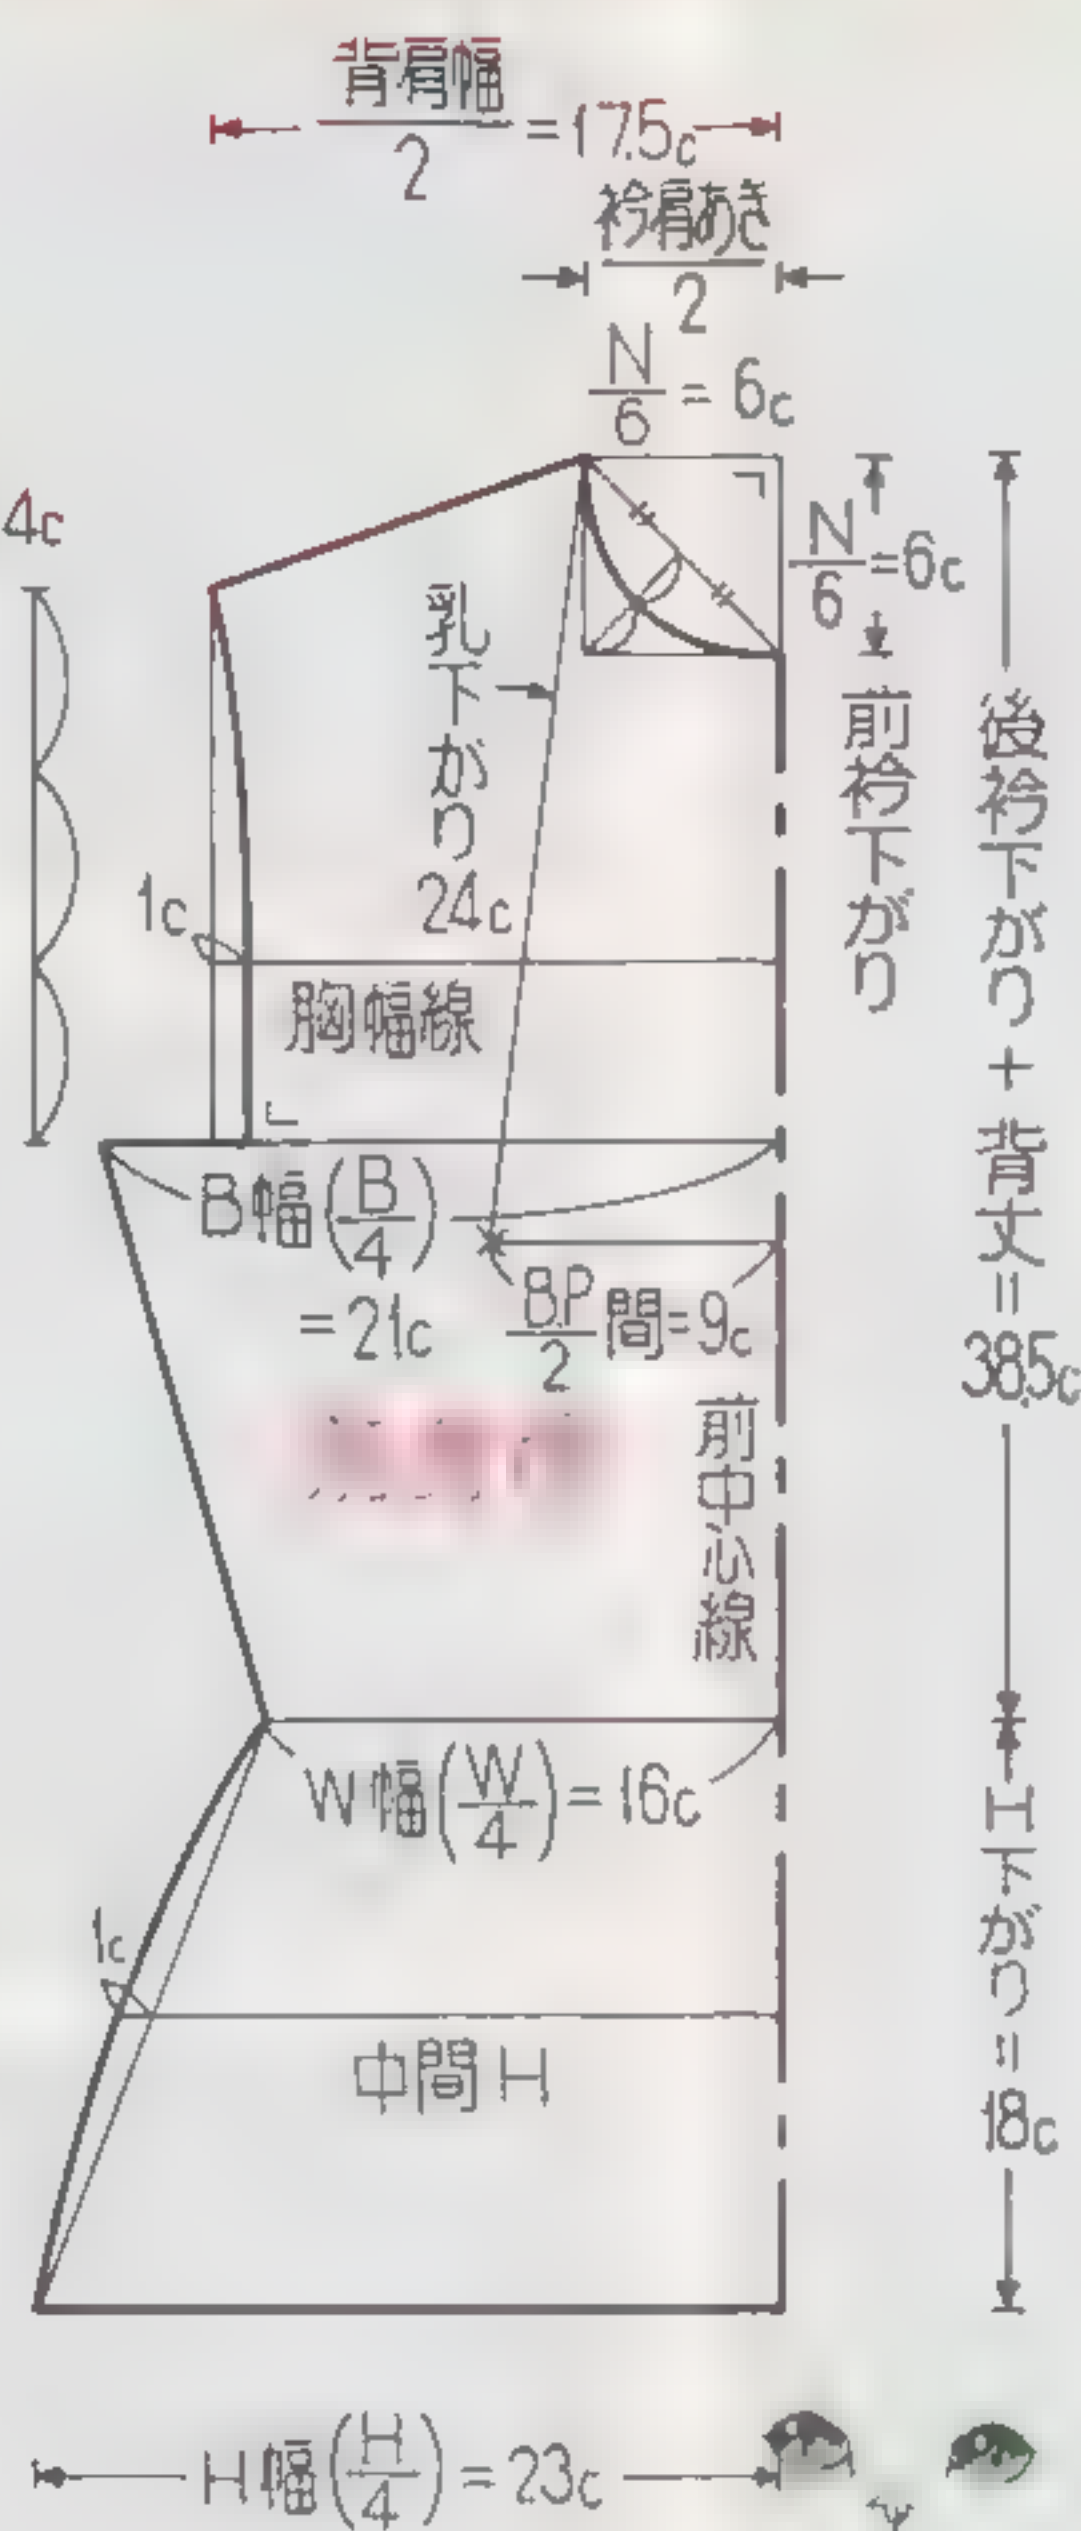 背肩幅
2
=17.5c
衿肩あき
2
N
6
= 6c
4c
N
6
=6c
前衿下がり
後衿下がり+背丈=38.5c
乳下がり
24c
1c
胸幅線
B幅(B/4)
=21c
B.P
2
間=9c
前中心線
W幅(W/4)=16c
H下がり=18c
1c
中間H
H幅(H/4)=23c